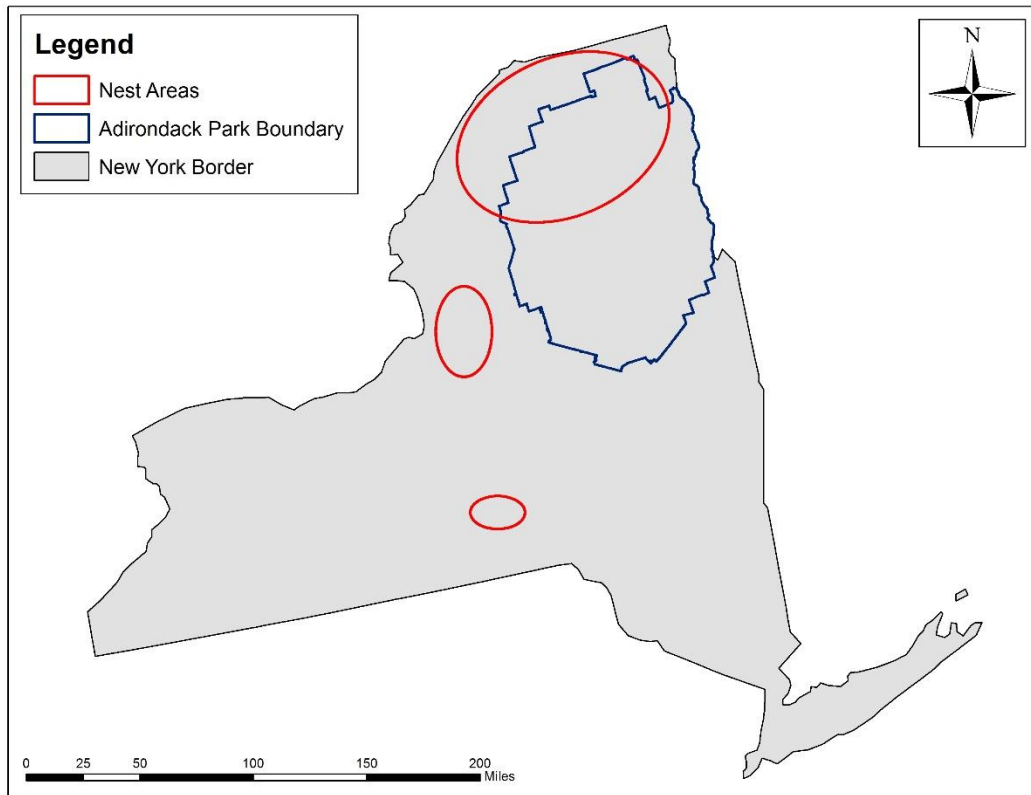 Legend
Nest Areas
Adirondack Park Boundary
New York Border
N
0 25 50 100 150 200
Miles